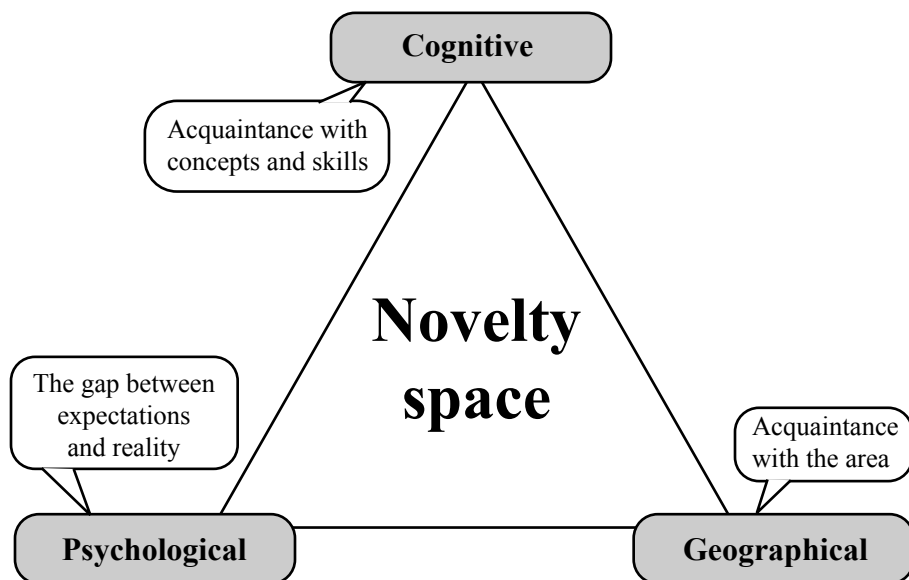 Cognitive
Acquaintance with
concepts and skills
Novelty
space
The gap between
expectations
and reality
Acquaintance
with the area
Psychological
Geographical